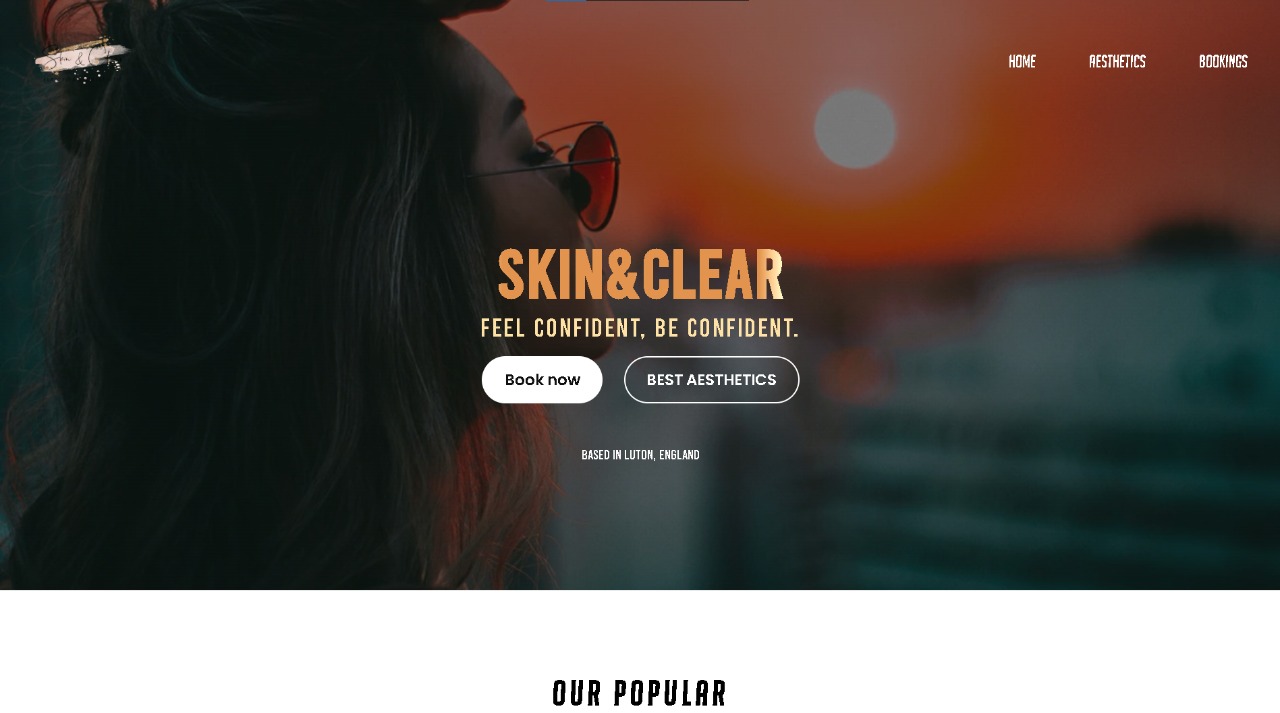 Skin & C
HOME
AESTHETICS
BOOKINGS
SKIN&CLEAR
FEEL CONFIDENT, BE CONFIDENT.
Book now
BEST AESTHETICS
BASED IN LUTON, ENGLAND
OUR POPULAR